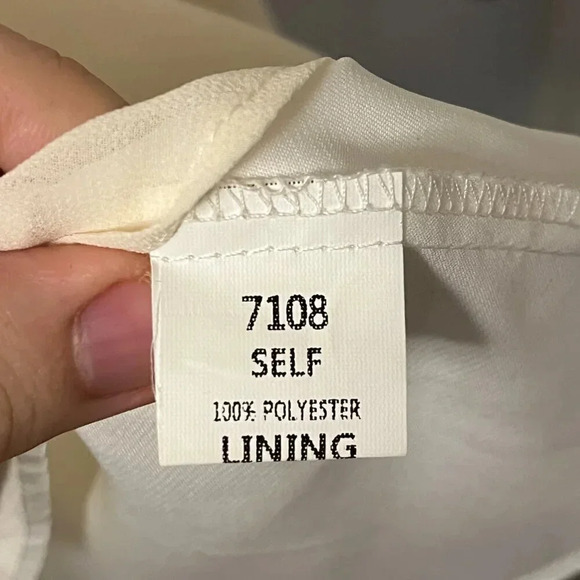 7108
SELF
100% POLYESTER
LINING